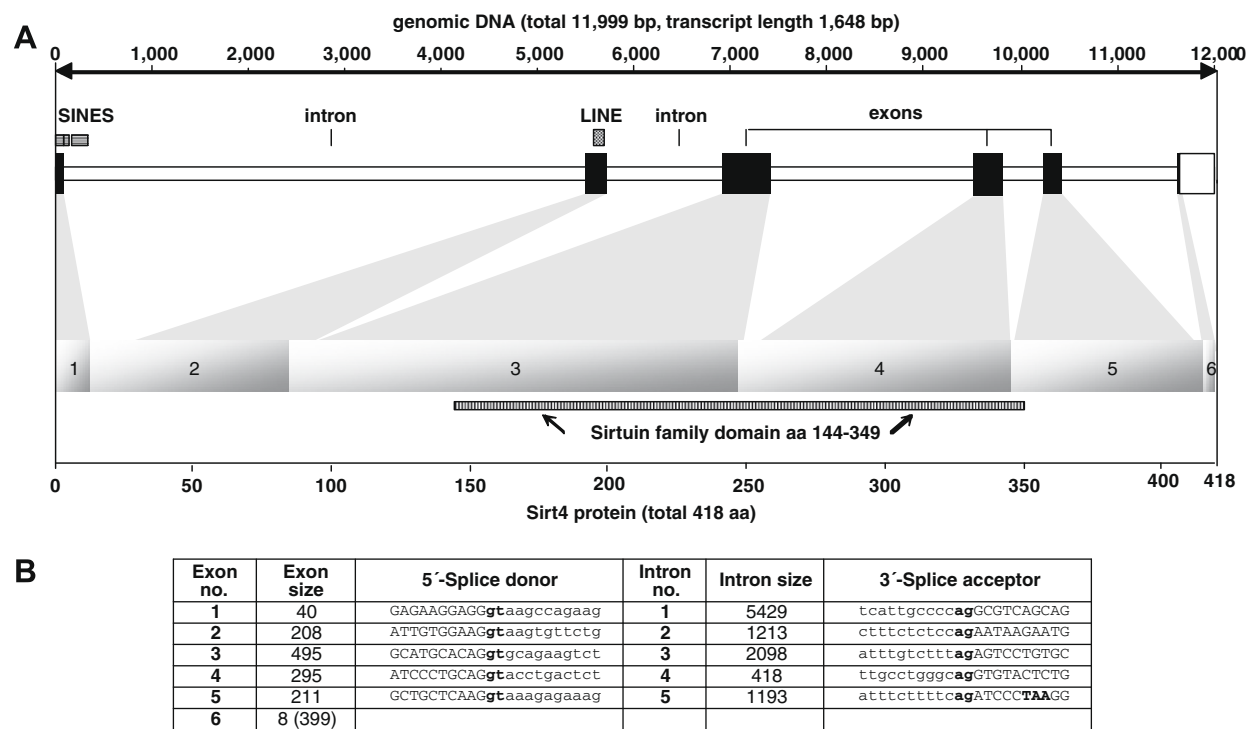 A
genomic DNA (total 11,999 bp, transcript length 1,648 bp)
0 1,000 2,000 3,000 4,000 5,000 6,000 7,000 8,000 9,000 10,000 11,000 12,000
SINES intron LINE intron exons
1 2 3 4 5 6
Sirtuin family domain aa 144-349
0 50 100 150 200 250 300 350 400 418
Sirt4 protein (total 418 aa)
B
Exon no. Exon size 5´-Splice donor Intron no. Intron size 3´-Splice acceptor
1 40 GAGAAGGAGGgtaagccagaag 1 5429 tcattgccccagGCGTCAGCAG
2 208 ATTGTGGAAGgtaagtgttctg 2 1213 ctttctctccagAATAAGAATG
3 495 GCATGCACAGgtgcagaagtct 3 2098 atttgtctttagAGTCCTGTGC
4 295 ATCCCTGCAGgtacctgactct 4 418 ttgcctgggcagGTGTACTCTG
5 211 GCTGCTCAAGgtaaagagaaag 5 1193 atttcttttcagATCCCTAAGG
6 8 (399)